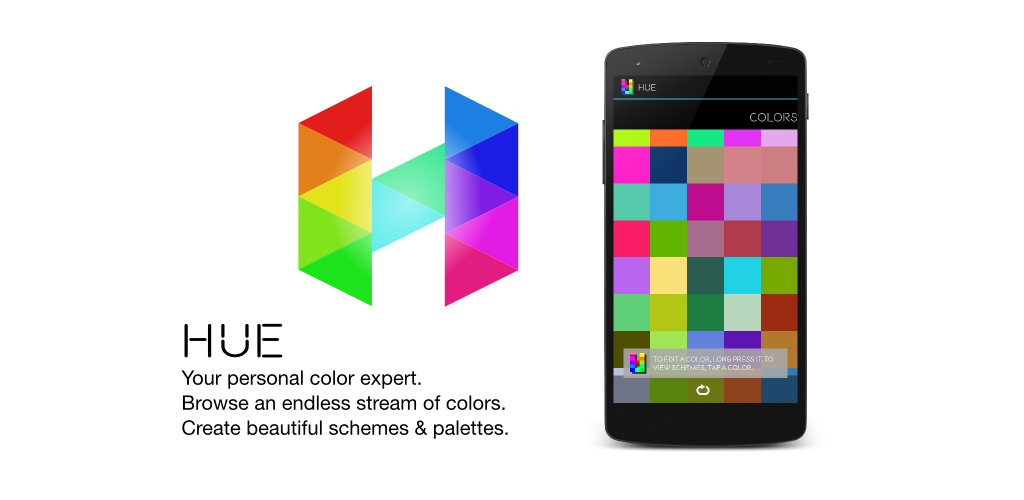 HUE
Your personal color expert.
Browse an endless stream of colors.
Create beautiful schemes & palettes.
HUE
COLORS
TO EDIT A COLOR, LONG PRESS IT. TO
VIEW SCHEMES, TAP A COLOR.